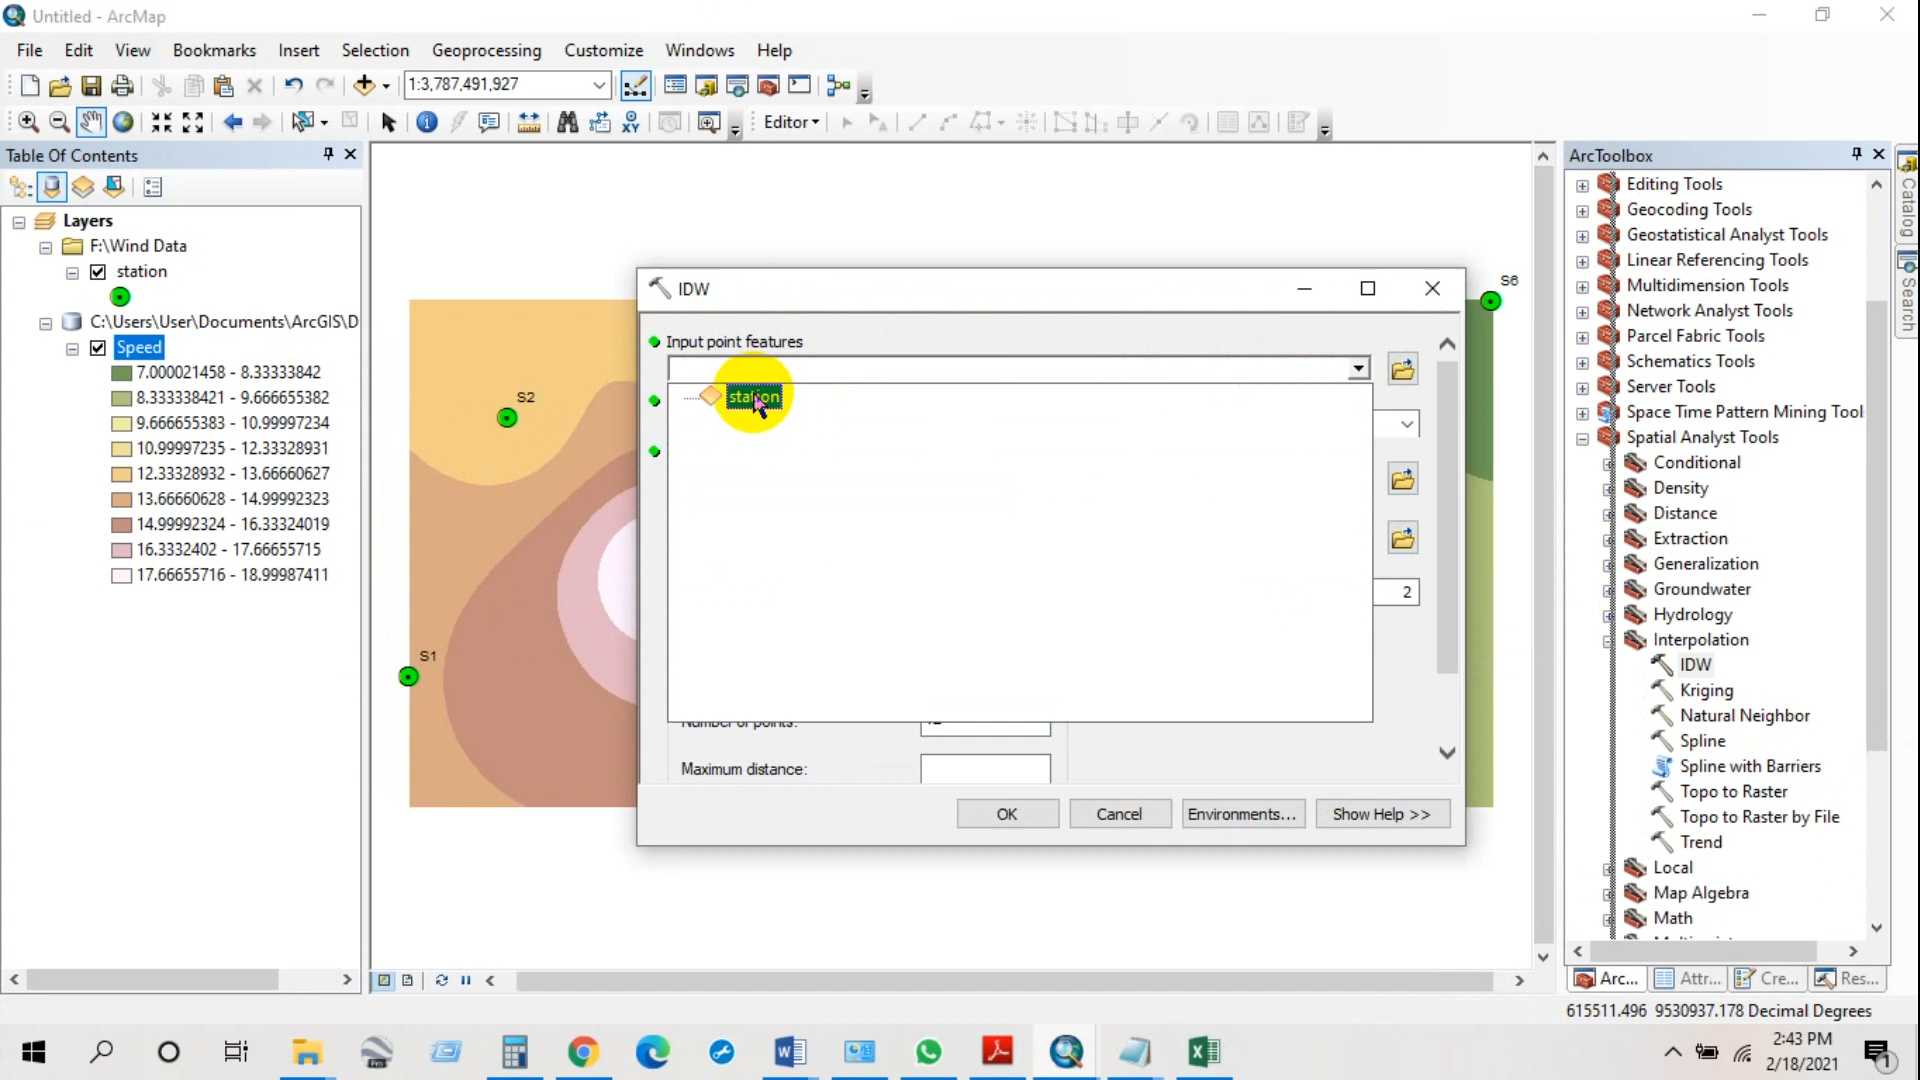 Untitled - ArcMap
File Edit View Bookmarks Insert Selection Geoprocessing Customize Windows Help
1:3,787,491,927
Editor
Table Of Contents
Layers
F:\Wind Data
station
C:\Users\User\Documents\ArcGIS\D
Speed
7.000021458 - 8.33333842
8.333338421 - 9.666655382
9.666655383 - 10.99997234
10.99997235 - 12.33328931
12.33328932 - 13.66660627
13.66660628 - 14.99992323
14.99992324 - 16.33324019
16.3332402 - 17.66655715
17.66655716 - 18.99987411
S2
S1
S6
IDW
Input point features
station
2
Number of points:
Maximum distance:
OK Cancel Environments... Show Help >>
ArcToolbox
Editing Tools
Geocoding Tools
Geostatistical Analyst Tools
Linear Referencing Tools
Multidimension Tools
Network Analyst Tools
Parcel Fabric Tools
Schematics Tools
Server Tools
Space Time Pattern Mining Tool
Spatial Analyst Tools
Conditional
Density
Distance
Extraction
Generalization
Groundwater
Hydrology
Interpolation
IDW
Kriging
Natural Neighbor
Spline
Spline with Barriers
Topo to Raster
Topo to Raster by File
Trend
Local
Map Algebra
Math
Arc... Attr... Cre... Res...
Catalog
Search
615511.496 9530937.178 Decimal Degrees
2:43 PM
2/18/2021
1